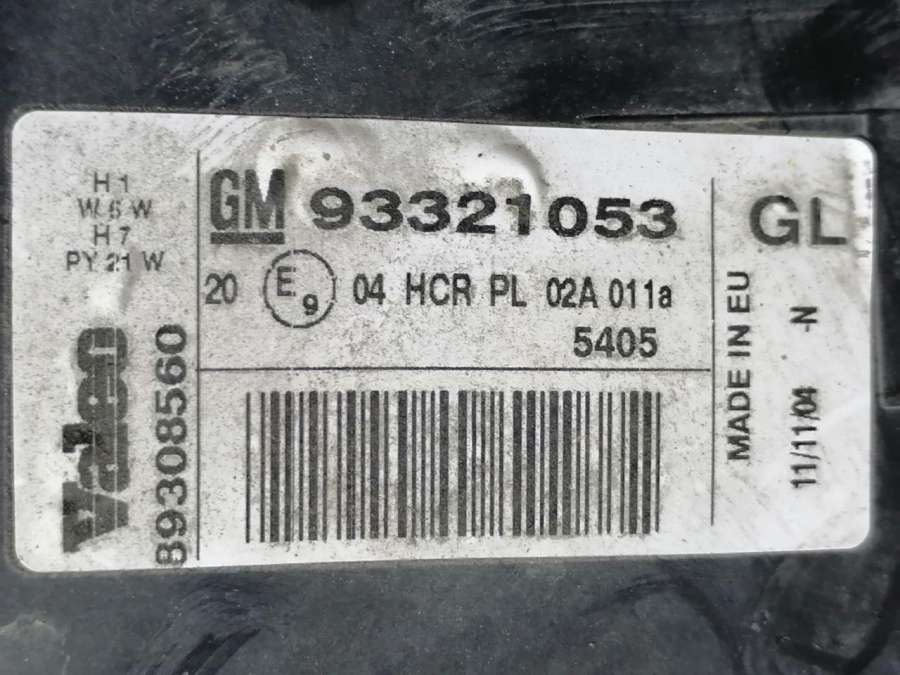 H 1
W 5 W
H 7
PY 21 W
Valeo
89308560
GM 93321053
20 E 9 04 HCR PL 02A 011a
5405
GL
MADE IN EU
11/11/04 -N